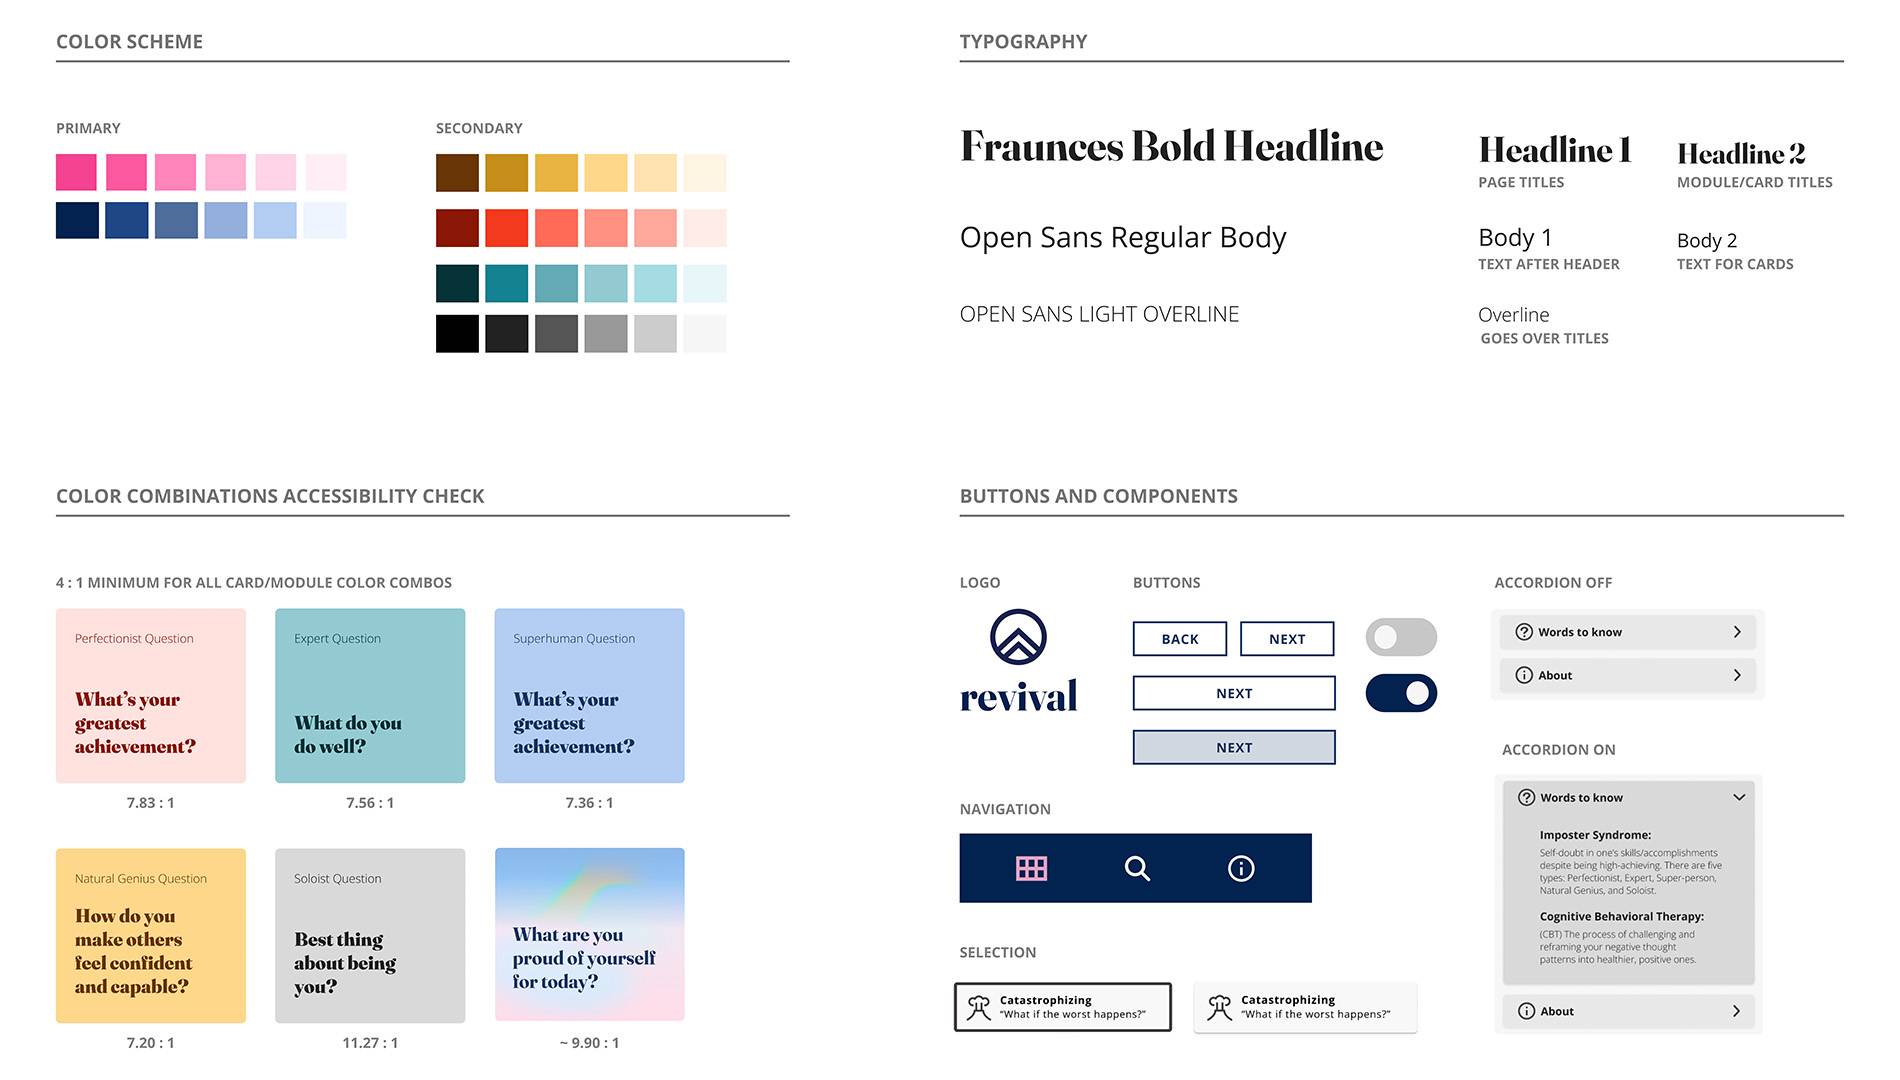 COLOR SCHEME
PRIMARY
SECONDARY
TYPOGRAPHY
Fraunces Bold Headline
Open Sans Regular Body
OPEN SANS LIGHT OVERLINE
Headline 1
PAGE TITLES
Headline 2
MODULE/CARD TITLES
Body 1
TEXT AFTER HEADER
Body 2
TEXT FOR CARDS
Overline
GOES OVER TITLES
COLOR COMBINATIONS ACCESSIBILITY CHECK
4 : 1 MINIMUM FOR ALL CARD/MODULE COLOR COMBOS
Perfectionist Question
What's your
greatest
achievement?
7.83 : 1
Expert Question
What do you
do well?
7.56 : 1
Superhuman Question
What's your
greatest
achievement?
7.36 : 1
Natural Genius Question
How do you
make others
feel confident
and capable?
7.20 : 1
Soloist Question
Best thing
about being
you?
11.27 : 1
What are you
proud of yourself
for today?
~ 9.90 : 1
BUTTONS AND COMPONENTS
LOGO
revival
BUTTONS
BACK
NEXT
NEXT
NEXT
NAVIGATION
SELECTION
Catastrophizing
“What if the worst happens?”
Catastrophizing
“What if the worst happens?”
ACCORDION OFF
Words to know
About
ACCORDION ON
Words to know
Imposter Syndrome:
Self-doubt in one's skills/accomplishments
despite being high-achieving. There are five
types: Perfectionist, Expert, Super-person,
Natural Genius, and Soloist.
Cognitive Behavioral Therapy:
(CBT) The process of challenging and
reframing your negative thought
patterns into healthier, positive ones.
About